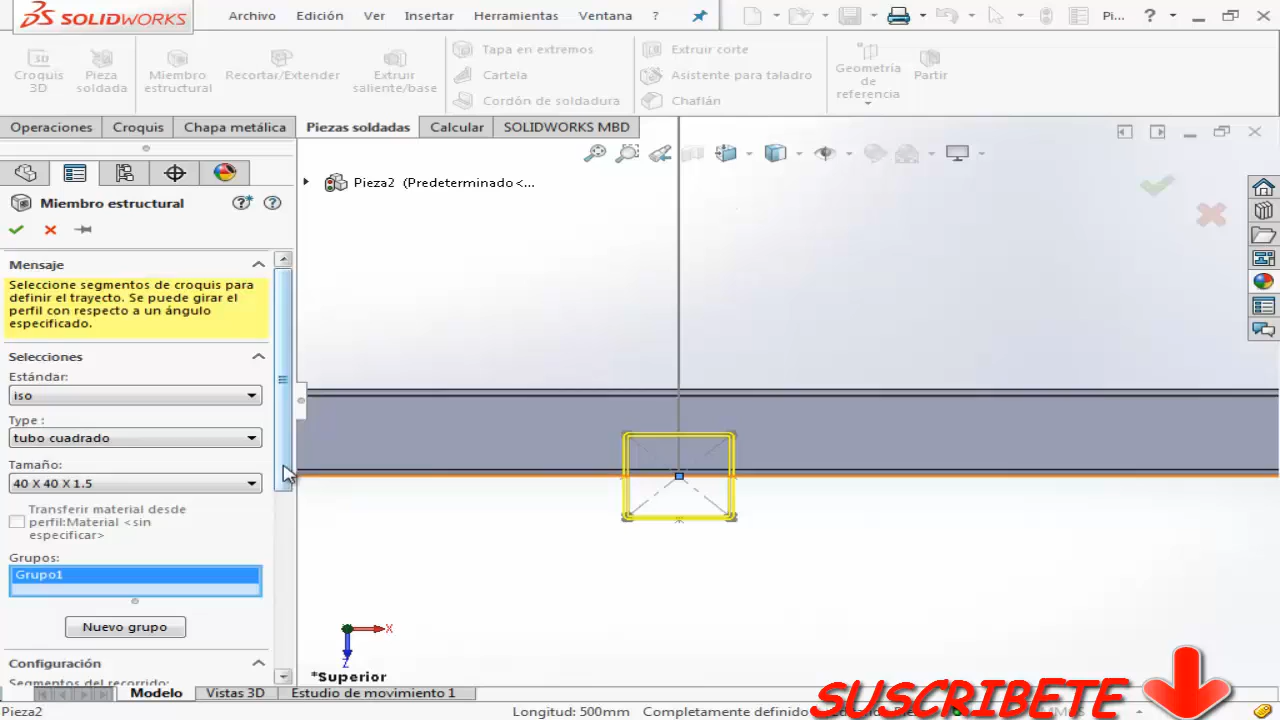 SOLIDWORKS
Archivo Edición Ver Insertar Herramientas Ventana ?
Pi... ?
Croquis 3D
Pieza soldada
Miembro estructural
Recortar/Extender
Extruir saliente/base
Tapa en extremos
Cartela
Cordón de soldadura
Extruir corte
Asistente para taladro
Chaflán
Geometría de referencia
Partir
Operaciones Croquis Chapa metálica Piezas soldadas Calcular SOLIDWORKS MBD
Pieza2 (Predeterminado<...
Miembro estructural
Mensaje
Seleccione segmentos de croquis para
definir el trayecto. Se puede girar el
perfil con respecto a un ángulo
especificado.
Selecciones
Estándar:
iso
Type :
tubo cuadrado
Tamaño:
40 X 40 X 1.5
Transferir material desde
perfil:Material <sin
especificar>
Grupos:
Grupo1
Nuevo grupo
Configuración
Segmentos del recorrido:
X
Z
*Superior
Modelo Vistas 3D Estudio de movimiento 1
SUSCRIBETE
Pieza2 Longitud: 500mm Completamente definido